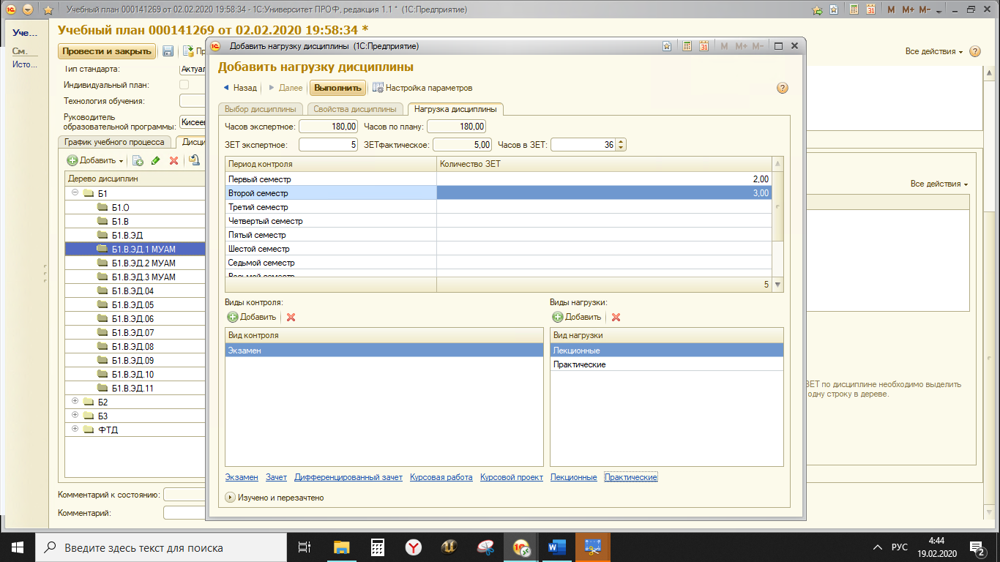 Учебный план 000141269 от 02.02.2020 19:58:34 - 1С:Университет ПРОФ, редакция 1.1 * (1С:Предприятие)
M M+ M-
Уче...
См.
Исто...
Учебный план 000141269 от 02.02.2020 19:58:34 *
Провести и закрыть
Все действия
Тип стандарта:
Актуал
Индивидуальный план:
Технология обучения:
Руководитель
образовательной программы:
Кисеев
График учебного процесса
Дисци
Добавить
Дерево дисциплин
Б1
Б1.О
Б1.В
Б1.В.ЭД
Б1.В.ЭД.1 МУАМ
Б1.В.ЭД.2 МУАМ
Б1.В.ЭД.3 МУАМ
Б1.В.ЭД.04
Б1.В.ЭД.05
Б1.В.ЭД.06
Б1.В.ЭД.07
Б1.В.ЭД.08
Б1.В.ЭД.09
Б1.В.ЭД.10
Б1.В.ЭД.11
Б2
Б3
ФТД
Комментарий к состоянию:
Комментарий:
Добавить нагрузку дисциплины (1С:Предприятие)
M M+ M-
Добавить нагрузку дисциплины
Назад Далее Выполнить Настройка параметров
Выбор дисциплины Свойства дисциплины Нагрузка дисциплины
Часов экспертное: 180,00 Часов по плану: 180,00
ЗЕТ экспертное: 5 ЗЕТфактическое: 5,00 Часов в ЗЕТ: 36
Период контроля Количество ЗЕТ
Первый семестр 2,00
Второй семестр 3,00
Третий семестр
Четвертый семестр
Пятый семестр
Шестой семестр
Седьмой семестр
Восьмой семестр
5
Виды контроля:
Добавить
Вид контроля
Экзамен
Виды нагрузки:
Добавить
Вид нагрузки
Лекционные
Практические
Экзамен Зачет Дифференцированный зачет Курсовая работа Курсовой проект Лекционные Практические
Изучено и перезачтено
Все действия
ЗЕТ по дисциплине необходимо выделить
одну строку в дереве.
Введите здесь текст для поиска
РУС
4:44
19.02.2020
2